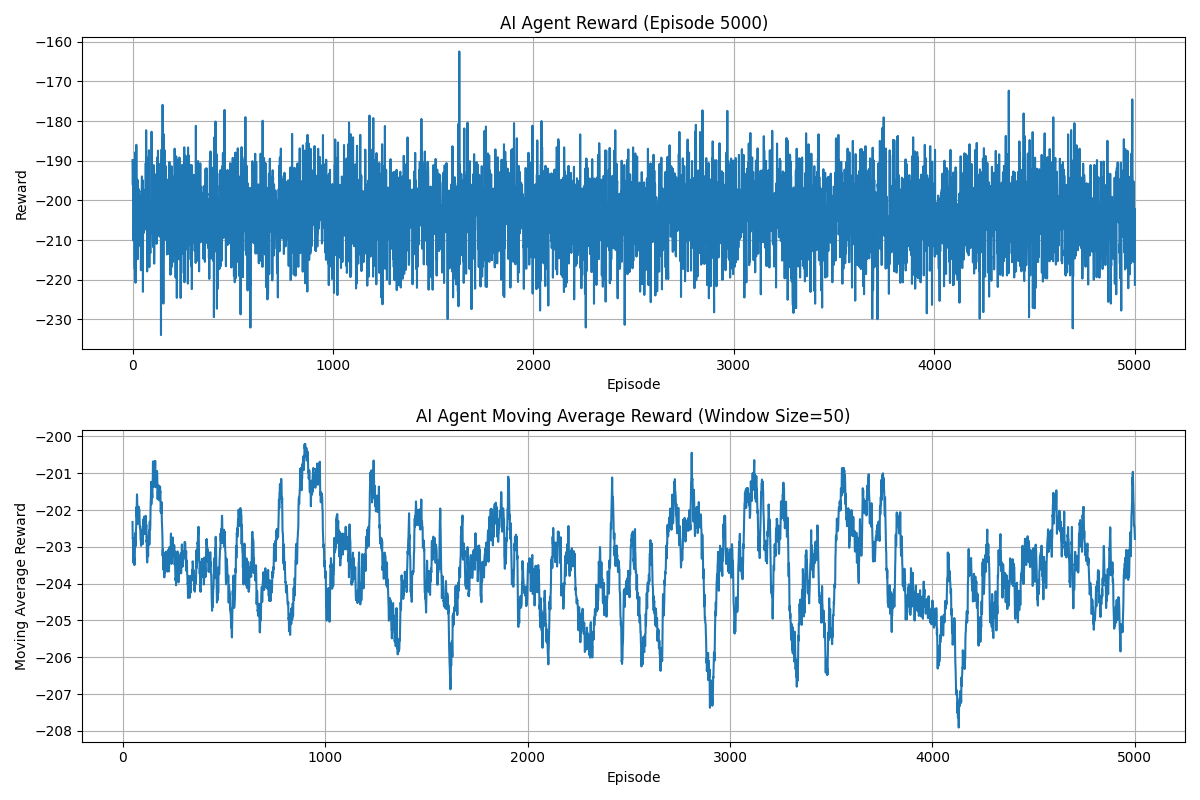 AI Agent Reward (Episode 5000)
−160
−170
−180
−190
−200
−210
−220
−230
Reward
0 1000 2000 3000 4000 5000
Episode
AI Agent Moving Average Reward (Window Size=50)
−200
−201
−202
−203
−204
−205
−206
−207
−208
Moving Average Reward
0 1000 2000 3000 4000 5000
Episode